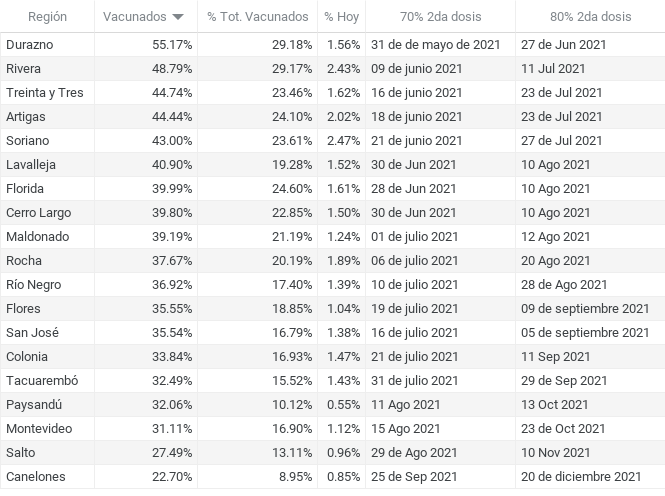 Región Vacunados % Tot. Vacunados % Hoy 70% 2da dosis 80% 2da dosis
Durazno 55.17% 29.18% 1.56% 31 de de mayo de 2021 27 de Jun 2021
Rivera 48.79% 29.17% 2.43% 09 de junio 2021 11 Jul 2021
Treinta y Tres 44.74% 23.46% 1.62% 16 de junio 2021 23 de Jul 2021
Artigas 44.44% 24.10% 2.02% 18 de junio 2021 23 de Jul 2021
Soriano 43.00% 23.61% 2.47% 21 de junio 2021 27 de Jul 2021
Lavalleja 40.90% 19.28% 1.52% 30 de Jun 2021 10 Ago 2021
Florida 39.99% 24.60% 1.61% 28 de Jun 2021 10 Ago 2021
Cerro Largo 39.80% 22.85% 1.50% 30 de Jun 2021 10 Ago 2021
Maldonado 39.19% 21.19% 1.24% 01 de julio 2021 12 Ago 2021
Rocha 37.67% 20.19% 1.89% 06 de julio 2021 20 Ago 2021
Río Negro 36.92% 17.40% 1.39% 10 de julio 2021 28 de Ago 2021
Flores 35.55% 18.85% 1.04% 19 de julio 2021 09 de septiembre 2021
San José 35.54% 16.79% 1.38% 16 de julio 2021 05 de septiembre 2021
Colonia 33.84% 16.93% 1.47% 21 de julio 2021 11 Sep 2021
Tacuarembó 32.49% 15.52% 1.43% 31 de julio 2021 29 de Sep 2021
Paysandú 32.06% 10.12% 0.55% 11 Ago 2021 13 Oct 2021
Montevideo 31.11% 16.90% 1.12% 15 Ago 2021 23 de Oct 2021
Salto 27.49% 13.11% 0.96% 29 de Ago 2021 10 Nov 2021
Canelones 22.70% 8.95% 0.85% 25 de Sep 2021 20 de diciembre 2021